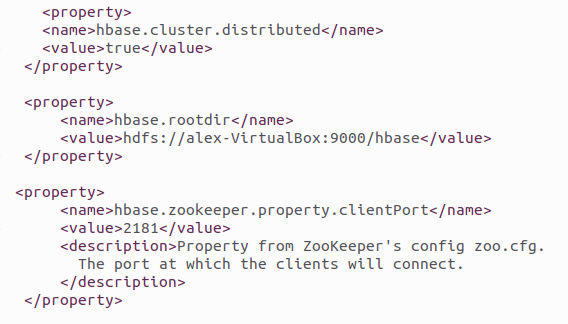 <property>
<name>hbase.cluster.distributed</name>
<value>true</value>
</property>
<property>
<name>hbase.rootdir</name>
<value>hdfs://alex-VirtualBox:9000/hbase</value>
</property>
<property>
<name>hbase.zookeeper.property.clientPort</name>
<value>2181</value>
<description>Property from ZooKeeper's config zoo.cfg.
The port at which the clients will connect.
</description>
</property>